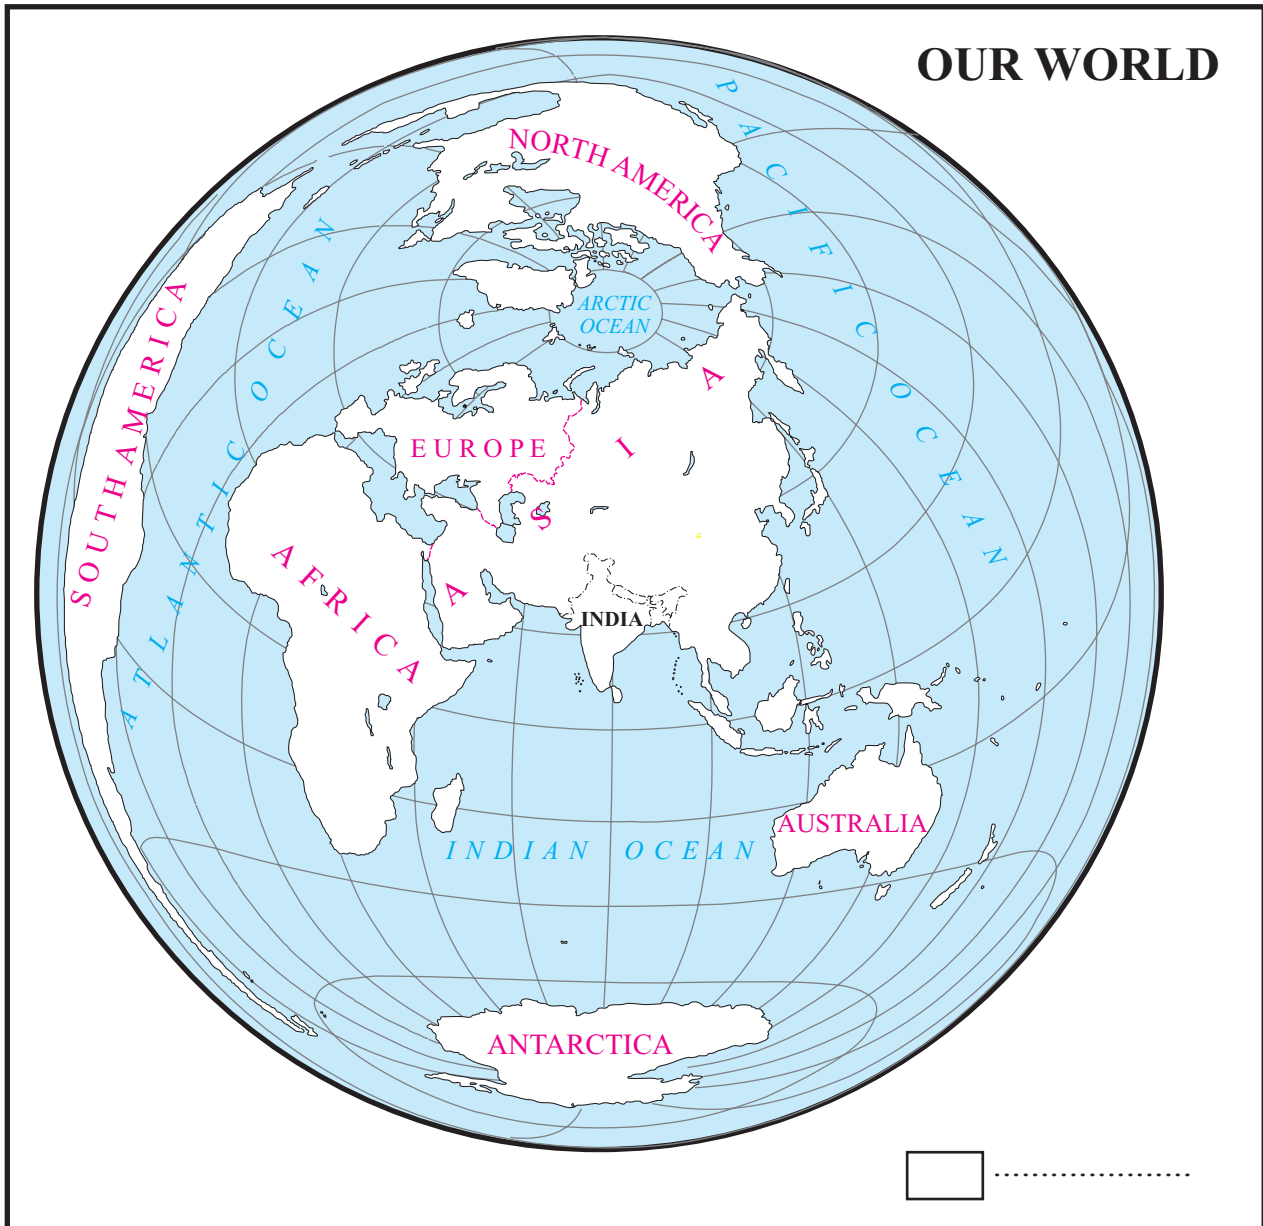 OUR WORLD
PACIFIC OCEAN
NORTH AMERICA
ATLANTIC OCEAN
SOUTH AMERICA
ARCTIC
OCEAN
EUROPE
ASIA
AFRICA
INDIA
AUSTRALIA
INDIAN OCEAN
ANTARCTICA